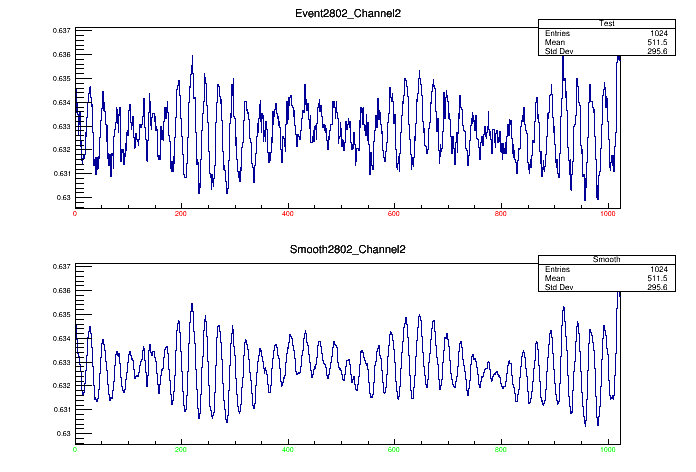 Event2802_Channel2
Test
Entries 1024
Mean 511.5
Std Dev 295.6
0.637
0.636
0.635
0.634
0.633
0.632
0.631
0.63
0 200 400 600 800 1000
Smooth2802_Channel2
Smooth
Entries 1024
Mean 511.5
Std Dev 295.6
0.637
0.636
0.635
0.634
0.633
0.632
0.631
0.63
0 200 400 600 800 1000